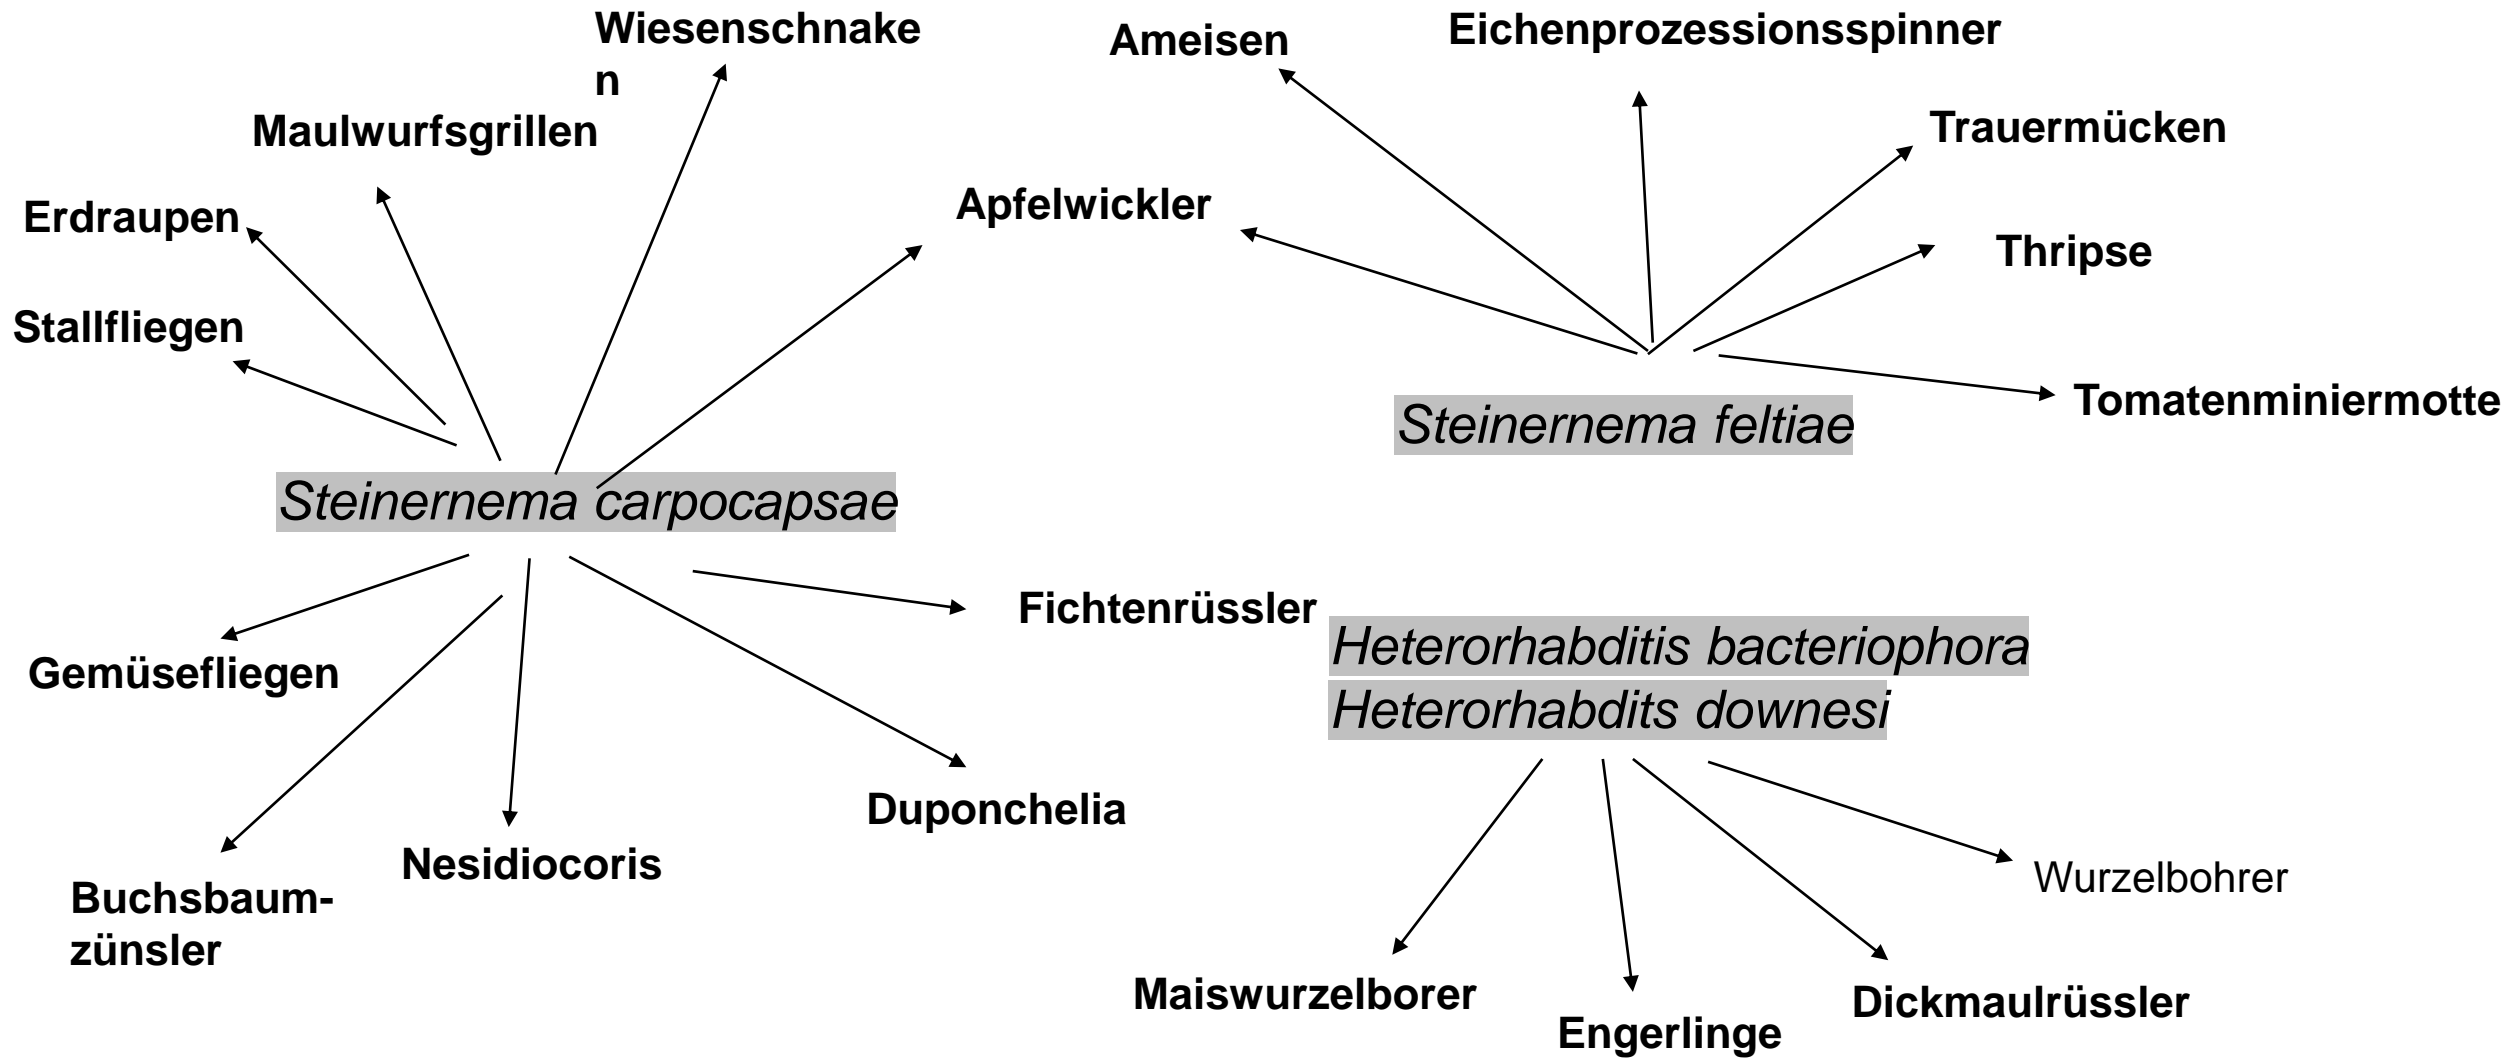 Wiesenschnake
n
Ameisen
Eichenprozessionsspinner
Maulwurfsgrillen
Trauermücken
Erdraupen
Apfelwickler
Thripse
Stallfliegen
Tomatenminiermotte
Steinernema feltiae
Steinernema carpocapsae
Fichtenrüssler
Heterorhabditis bacteriophora
Heterorhabdits downesi
Gemüsefliegen
Duponchelia
Nesidiocoris
Buchsbaum-
zünsler
Wurzelbohrer
Maiswurzelborer
Dickmaulrüssler
Engerlinge